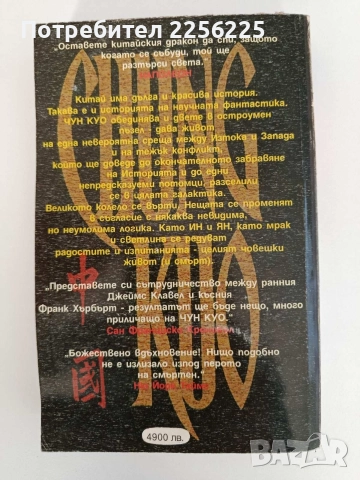 "Оставете китайския дракон да спи, защото
когато се събуди, той ще
разтърси света."
НАПОЛЕОН
Китай има дълга и красива история.
Такава е и историята на научната фантастика.
ЧУН КУО обединява и двете в остроумен
пъзел - дава живот
на една невероятна среща между Изтока и Запада
и на тежък конфликт,
който ще доведе до окончателното забравяне
на Историята и до едни
непредсказуеми потомци, разселили
се в цялата галактика.
Великото колело се върти. Нещата се променят
в съгласие с някаква невидима,
но неумолима логика. Като ИН и ЯН, като мрак
и светлина се редуват
радостите и изпитанията - целият човешки
живот (и смърт).
CHUNG
KUO
中
國
"Представете си сътрудничество между ранния
Джеймс Клавел и късния
Франк Хърбърт - резултатът ще бъде нещо, много
приличащо на ЧУН КУО."
Сан Франциско Кроникъл
"Божествено вдъхновение! Нищо подобно
не е излизало изпод перото
на смъртен."
Ню Йорк Таймс
4900 лв.
bazar